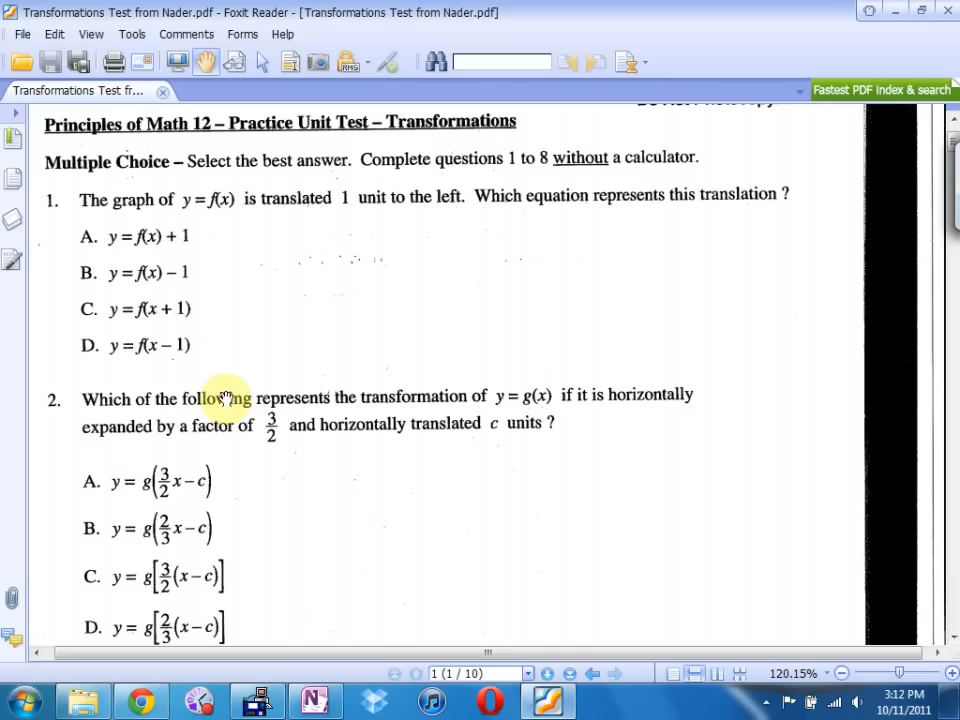 Transformations Test from Nader.pdf - Foxit Reader - [Transformations Test from Nader.pdf]
File Edit View Tools Comments Forms Help
Transformations Test fr...
Fastest PDF index & search
Principles of Math 12 – Practice Unit Test – Transformations
Multiple Choice – Select the best answer. Complete questions 1 to 8 without a calculator.
1. The graph of y = f(x) is translated 1 unit to the left. Which equation represents this translation ?
A. y = f(x) + 1
B. y = f(x) – 1
C. y = f(x + 1)
D. y = f(x – 1)
2. Which of the following represents the transformation of y = g(x) if it is horizontally
expanded by a factor of 3/2 and horizontally translated c units ?
A. y = g(3/2 x – c)
B. y = g(2/3 x – c)
C. y = g[3/2 (x – c)]
D. y = g[2/3 (x – c)]
1 (1 / 10)
120.15%
3:12 PM
10/11/2011